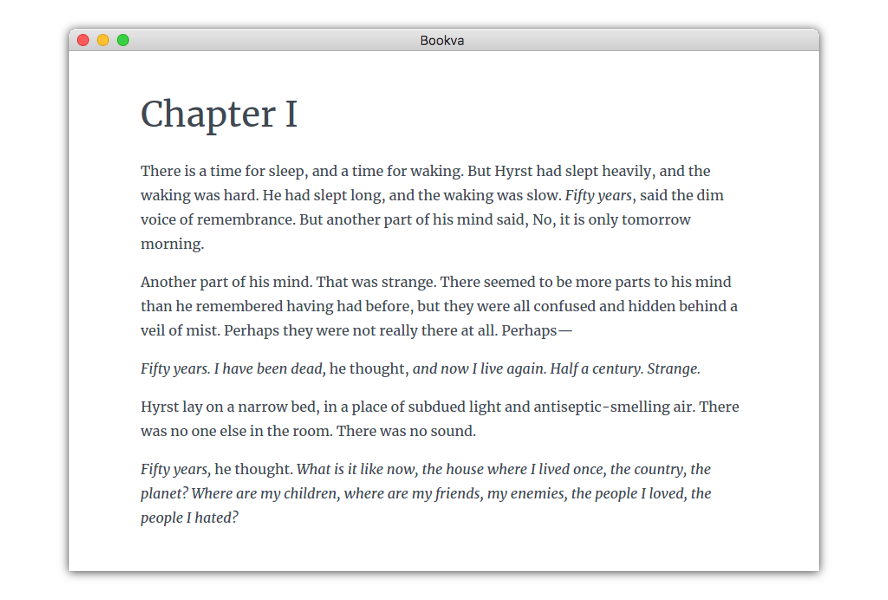 Bookva
Chapter I
There is a time for sleep, and a time for waking. But Hyrst had slept heavily, and the
waking was hard. He had slept long, and the waking was slow. Fifty years, said the dim
voice of remembrance. But another part of his mind said, No, it is only tomorrow
morning.
Another part of his mind. That was strange. There seemed to be more parts to his mind
than he remembered having had before, but they were all confused and hidden behind a
veil of mist. Perhaps they were not really there at all. Perhaps—
Fifty years. I have been dead, he thought, and now I live again. Half a century. Strange.
Hyrst lay on a narrow bed, in a place of subdued light and antiseptic-smelling air. There
was no one else in the room. There was no sound.
Fifty years, he thought. What is it like now, the house where I lived once, the country, the
planet? Where are my children, where are my friends, my enemies, the people I loved, the
people I hated?